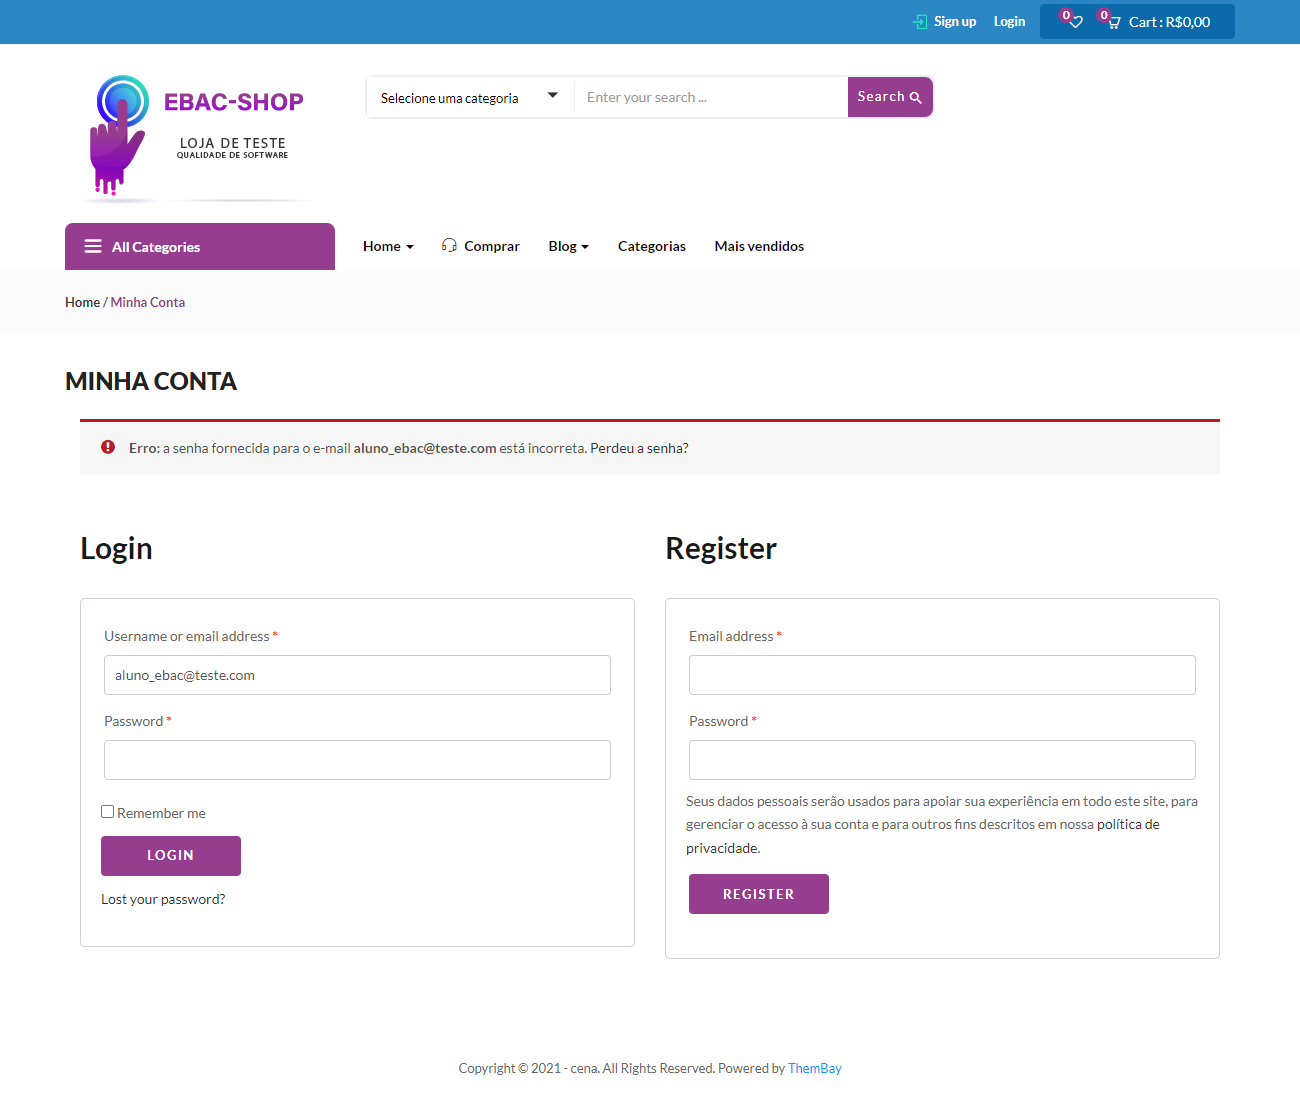 Sign up Login 0 0 Cart : R$0,00
EBAC-SHOP
LOJA DE TESTE
QUALIDADE DE SOFTWARE
Selecione uma categoria Enter your search ... Search
All Categories Home Comprar Blog Categorias Mais vendidos
Home / Minha Conta
MINHA CONTA
Erro: a senha fornecida para o e-mail aluno_ebac@teste.com está incorreta. Perdeu a senha?
Login
Username or email address *
aluno_ebac@teste.com
Password *
Remember me
LOGIN
Lost your password?
Register
Email address *
Password *
Seus dados pessoais serão usados para apoiar sua experiência em todo este site, para
gerenciar o acesso à sua conta e para outros fins descritos em nossa política de
privacidade.
REGISTER
Copyright © 2021 - cena. All Rights Reserved. Powered by ThemBay